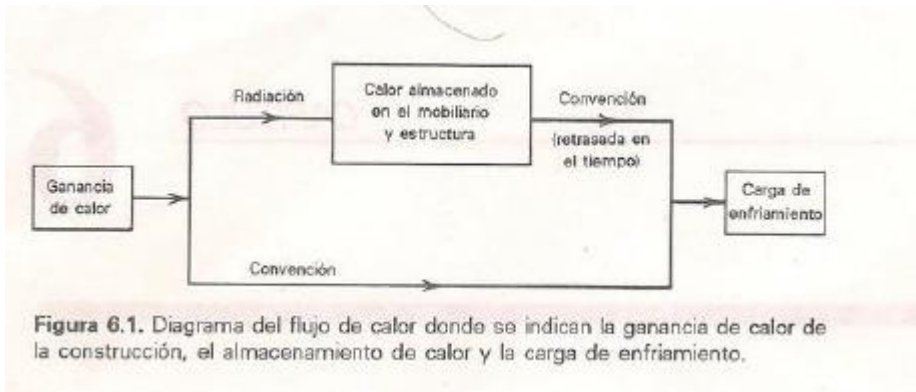 Radiación
Calor almacenado
en el mobiliario
y estructura
Convención
(retrasada en
el tiempo)
Ganancia
de calor
Carga de
enfriamiento
Convención
Figura 6.1. Diagrama del flujo de calor donde se indican la ganancia de calor de
la construcción, el almacenamiento de calor y la carga de enfriamiento.